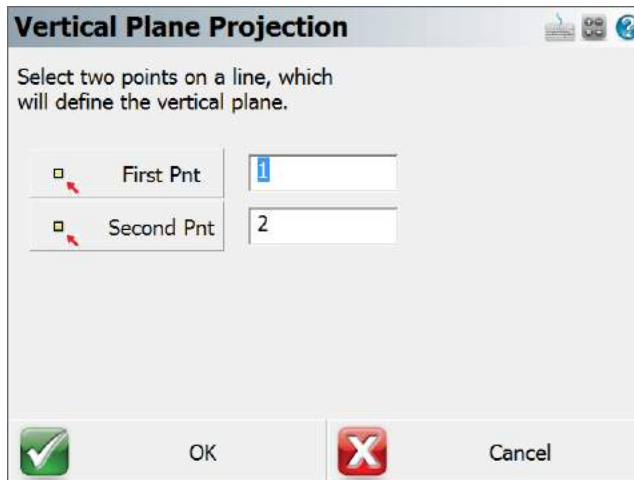 Vertical Plane Projection
Select two points on a line, which
will define the vertical plane.
First Pnt 1
Second Pnt 2
OK Cancel